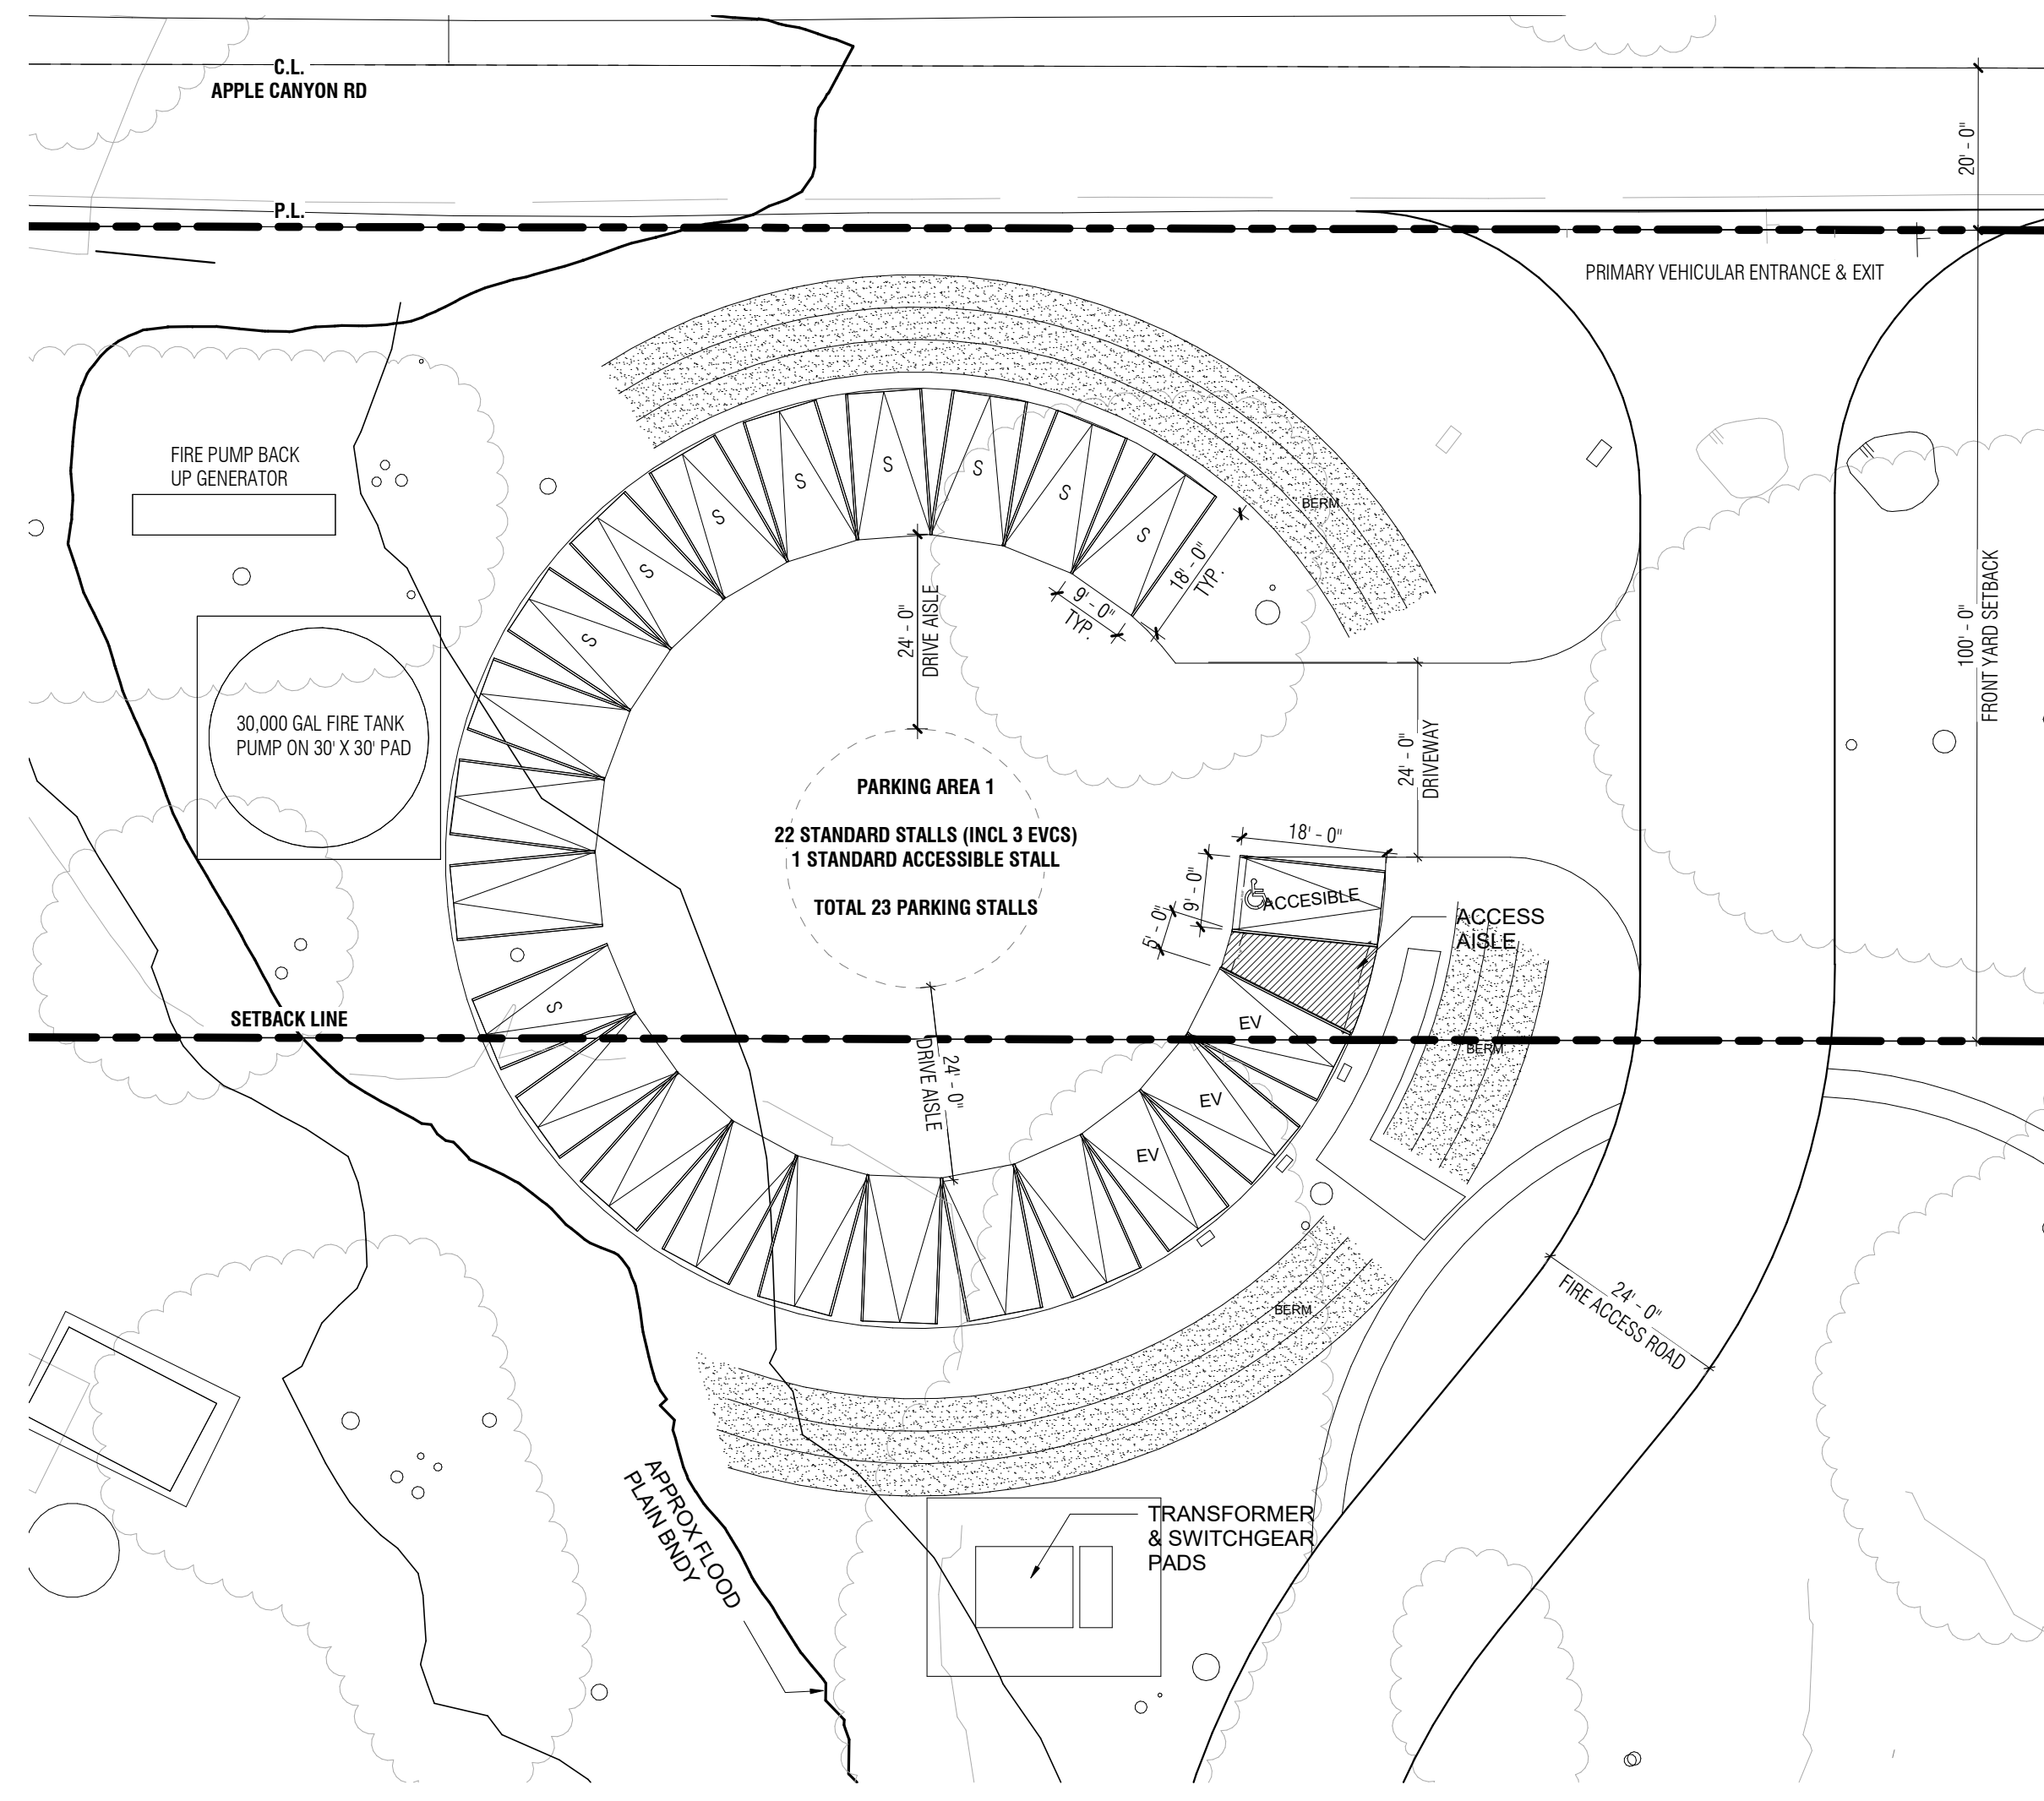 C.L.
APPLE CANYON RD
20' - 0"
P.L.
PRIMARY VEHICULAR ENTRANCE & EXIT
FIRE PUMP BACK
UP GENERATOR
S
S
S
S
S
S
S
S
BERM
18' - 0"
TYP.
9' - 0"
TYP.
24' - 0"
DRIVE AISLE
100' - 0"
FRONT YARD SETBACK
30,000 GAL FIRE TANK
PUMP ON 30' X 30' PAD
24' - 0"
DRIVEWAY
PARKING AREA 1
22 STANDARD STALLS (INCL 3 EVCS)
1 STANDARD ACCESSIBLE STALL
TOTAL 23 PARKING STALLS
18' - 0"
9' - 0"
5' - 0"
ACCESIBLE
ACCESS
AISLE
S
SETBACK LINE
EV
EV
EV
BERM
24' - 0"
DRIVE AISLE
BERM
24' - 0"
FIRE ACCESS ROAD
APPROX FLOOD
PLAIN BNDY
TRANSFORMER
& SWITCHGEAR
PADS